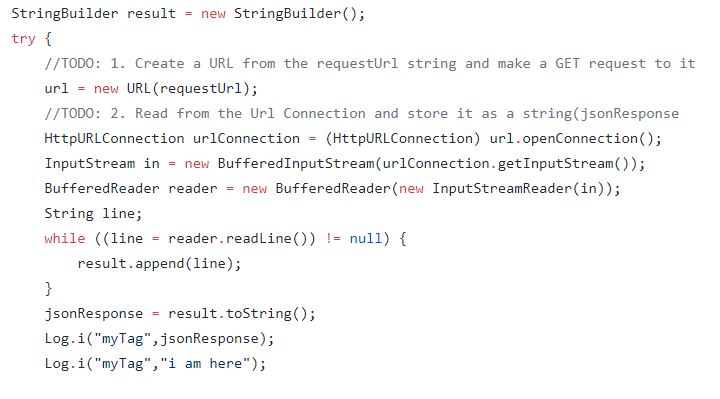 StringBuilder result = new StringBuilder();
try {
    //TODO: 1. Create a URL from the requestUrl string and make a GET request to it
    url = new URL(requestUrl);
    //TODO: 2. Read from the Url Connection and store it as a string(jsonResponse
    HttpURLConnection urlConnection = (HttpURLConnection) url.openConnection();
    InputStream in = new BufferedInputStream(urlConnection.getInputStream());
    BufferedReader reader = new BufferedReader(new InputStreamReader(in));
    String line;
    while ((line = reader.readLine()) != null) {
        result.append(line);
    }
    jsonResponse = result.toString();
    Log.i("myTag",jsonResponse);
    Log.i("myTag","i am here");